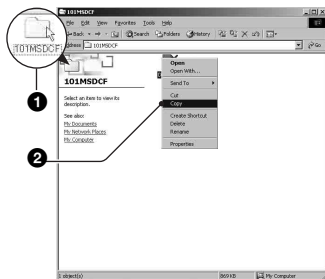 101MSDCF
File Edit View Favorites Tools Help
Back Search Folders History
Address 101MSDCF Go
101MSDCF
1
101MSDCF
Select an item to view its
description.
See also:
My Documents
My Network Places
My Computer
2
Open
Open With...
Send To
Cut
Copy
Create Shortcut
Delete
Rename
Properties
1 object(s) 869 KB My Computer